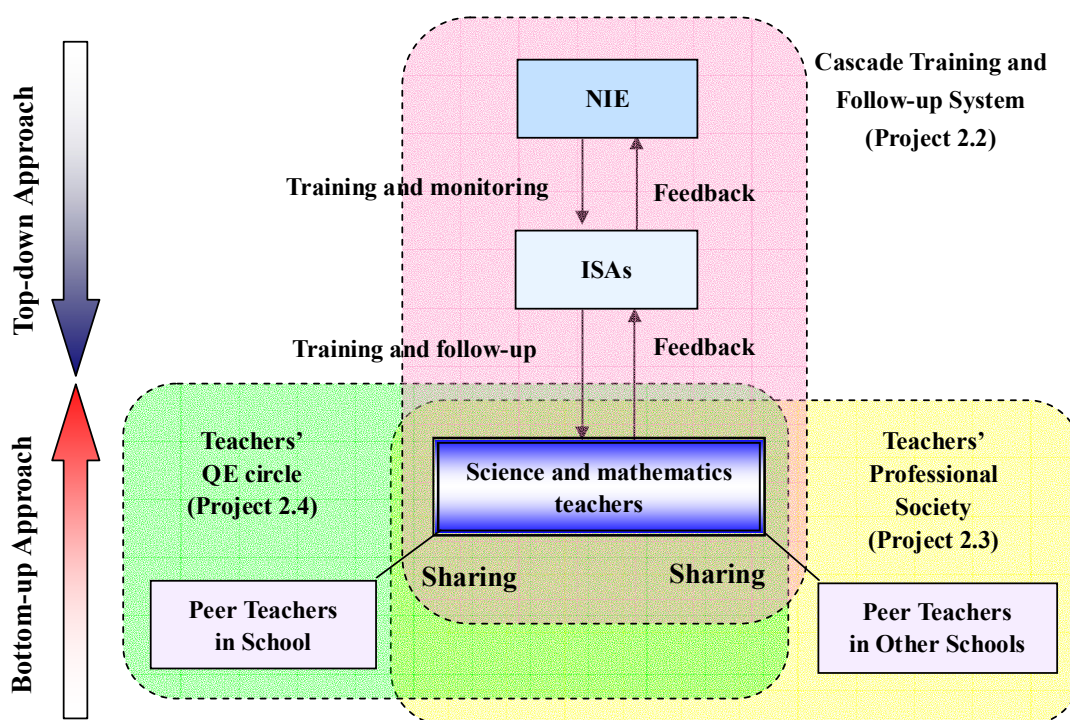 Cascade Training and
Follow-up System
(Project 2.2)
NIE
Top-down Approach
Training and monitoring
Feedback
ISAs
Training and follow-up
Feedback
Bottom-up Approach
Teachers’
QE circle
(Project 2.4)
Science and mathematics
teachers
Teachers’
Professional
Society
(Project 2.3)
Sharing
Sharing
Peer Teachers
in School
Peer Teachers
in Other Schools